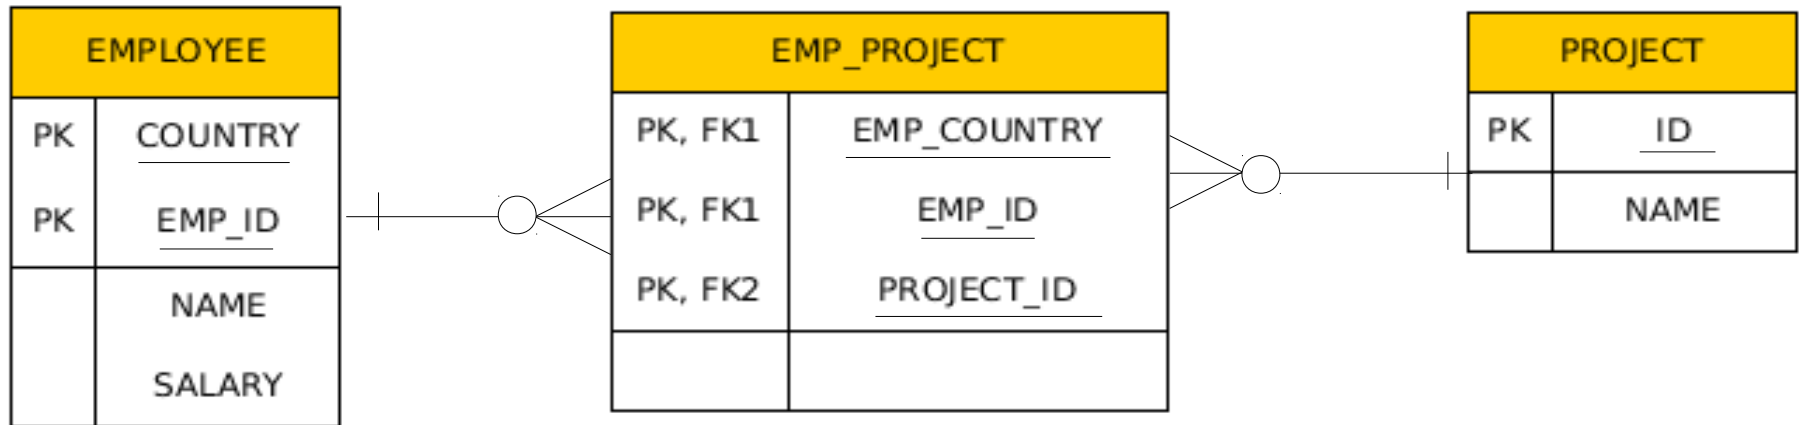 EMPLOYEE
PK COUNTRY
PK EMP_ID
NAME
SALARY
EMP_PROJECT
PK, FK1 EMP_COUNTRY
PK, FK1 EMP_ID
PK, FK2 PROJECT_ID
PROJECT
PK ID
NAME